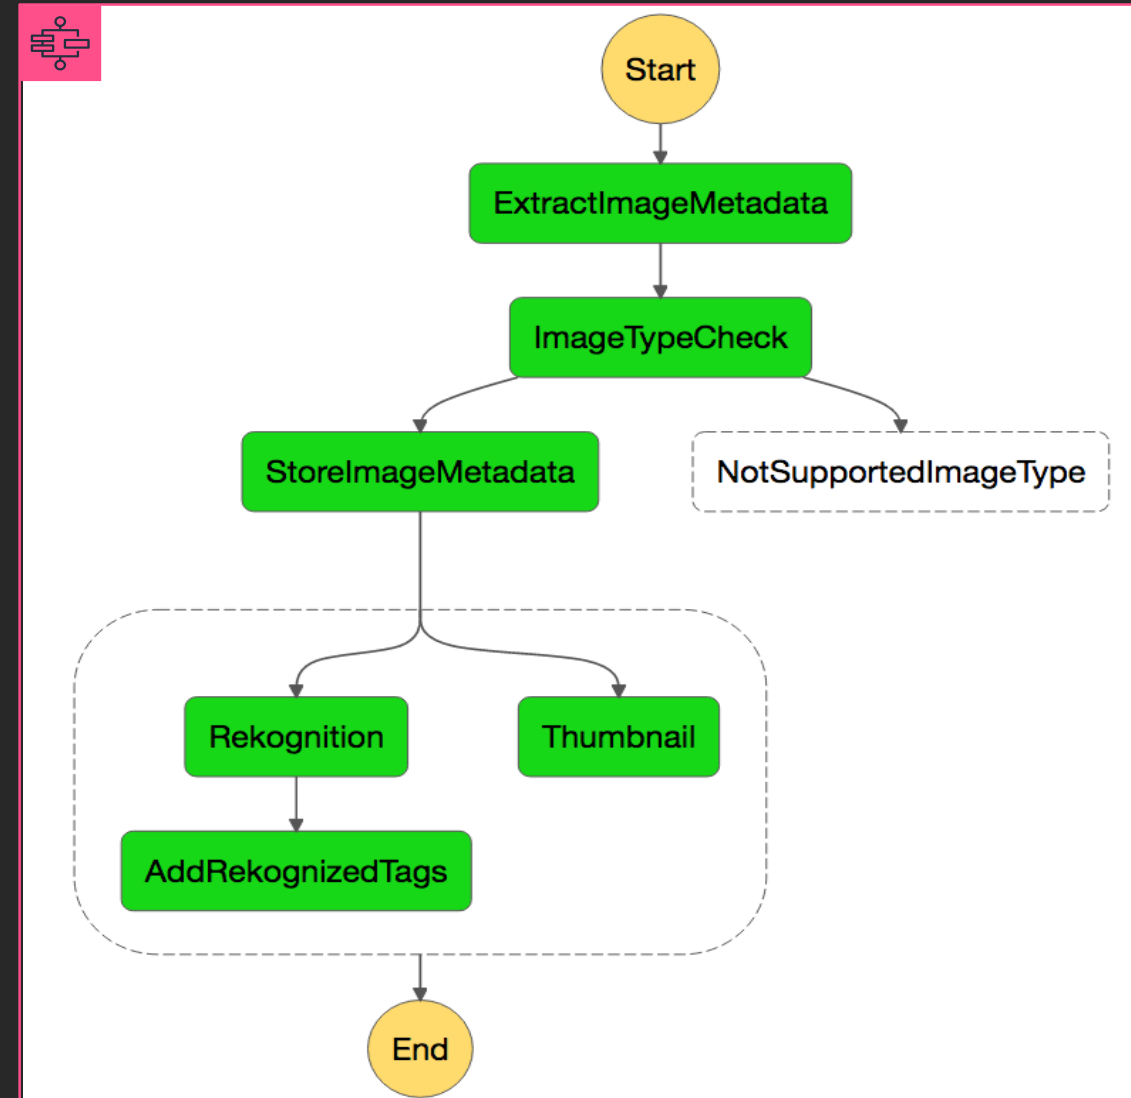 Start
ExtractImageMetadata
ImageTypeCheck
StoreImageMetadata
NotSupportedImageType
Rekognition
Thumbnail
AddRekognizedTags
End